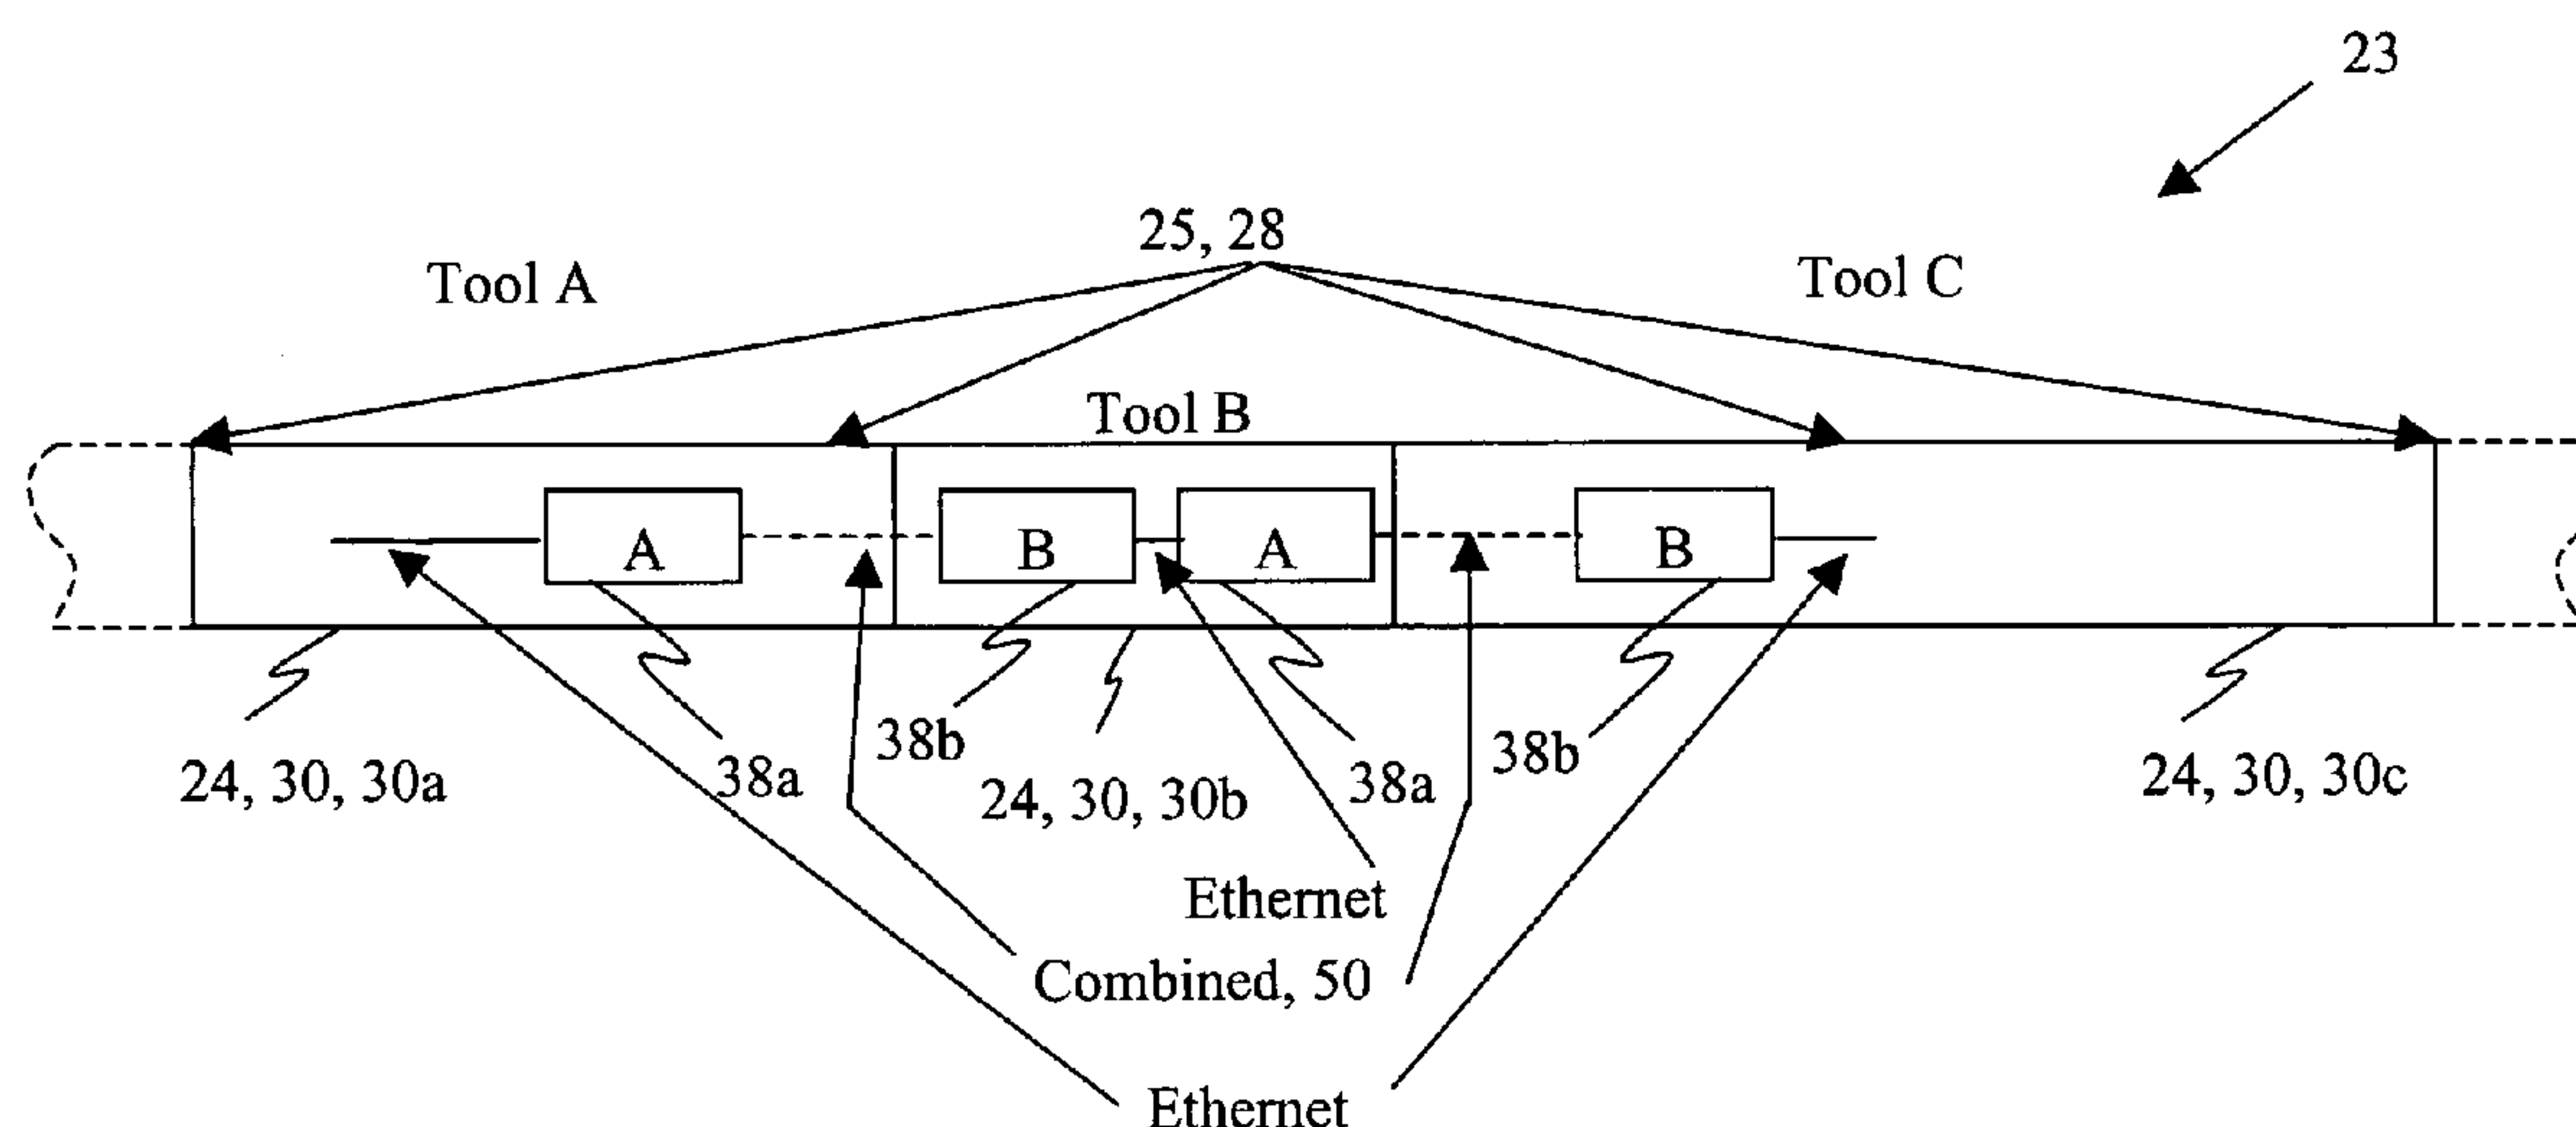 23
25, 28
Tool A
Tool C
Tool B
A
B
A
B
38b
38b
38a
38a
24, 30, 30a
24, 30, 30b
24, 30, 30c
Ethernet
Combined, 50
Ethernet